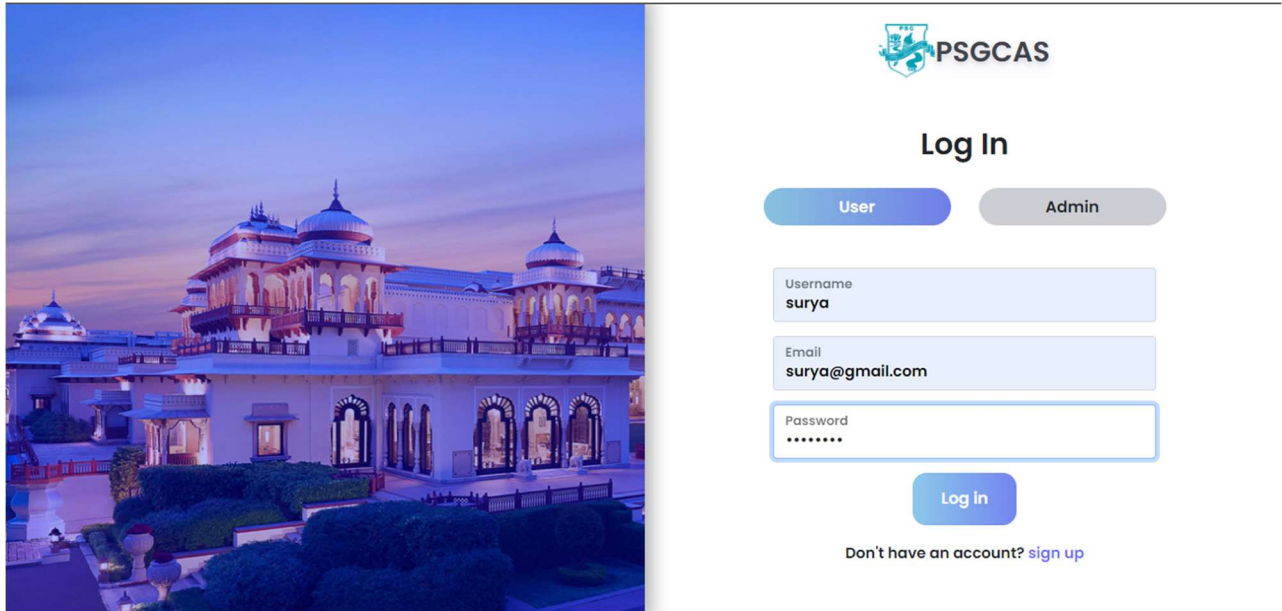 PSG
PSGCAS
Log In
User Admin
Username
surya
Email
surya@gmail.com
Password
••••••••
Log in
Don't have an account? sign up